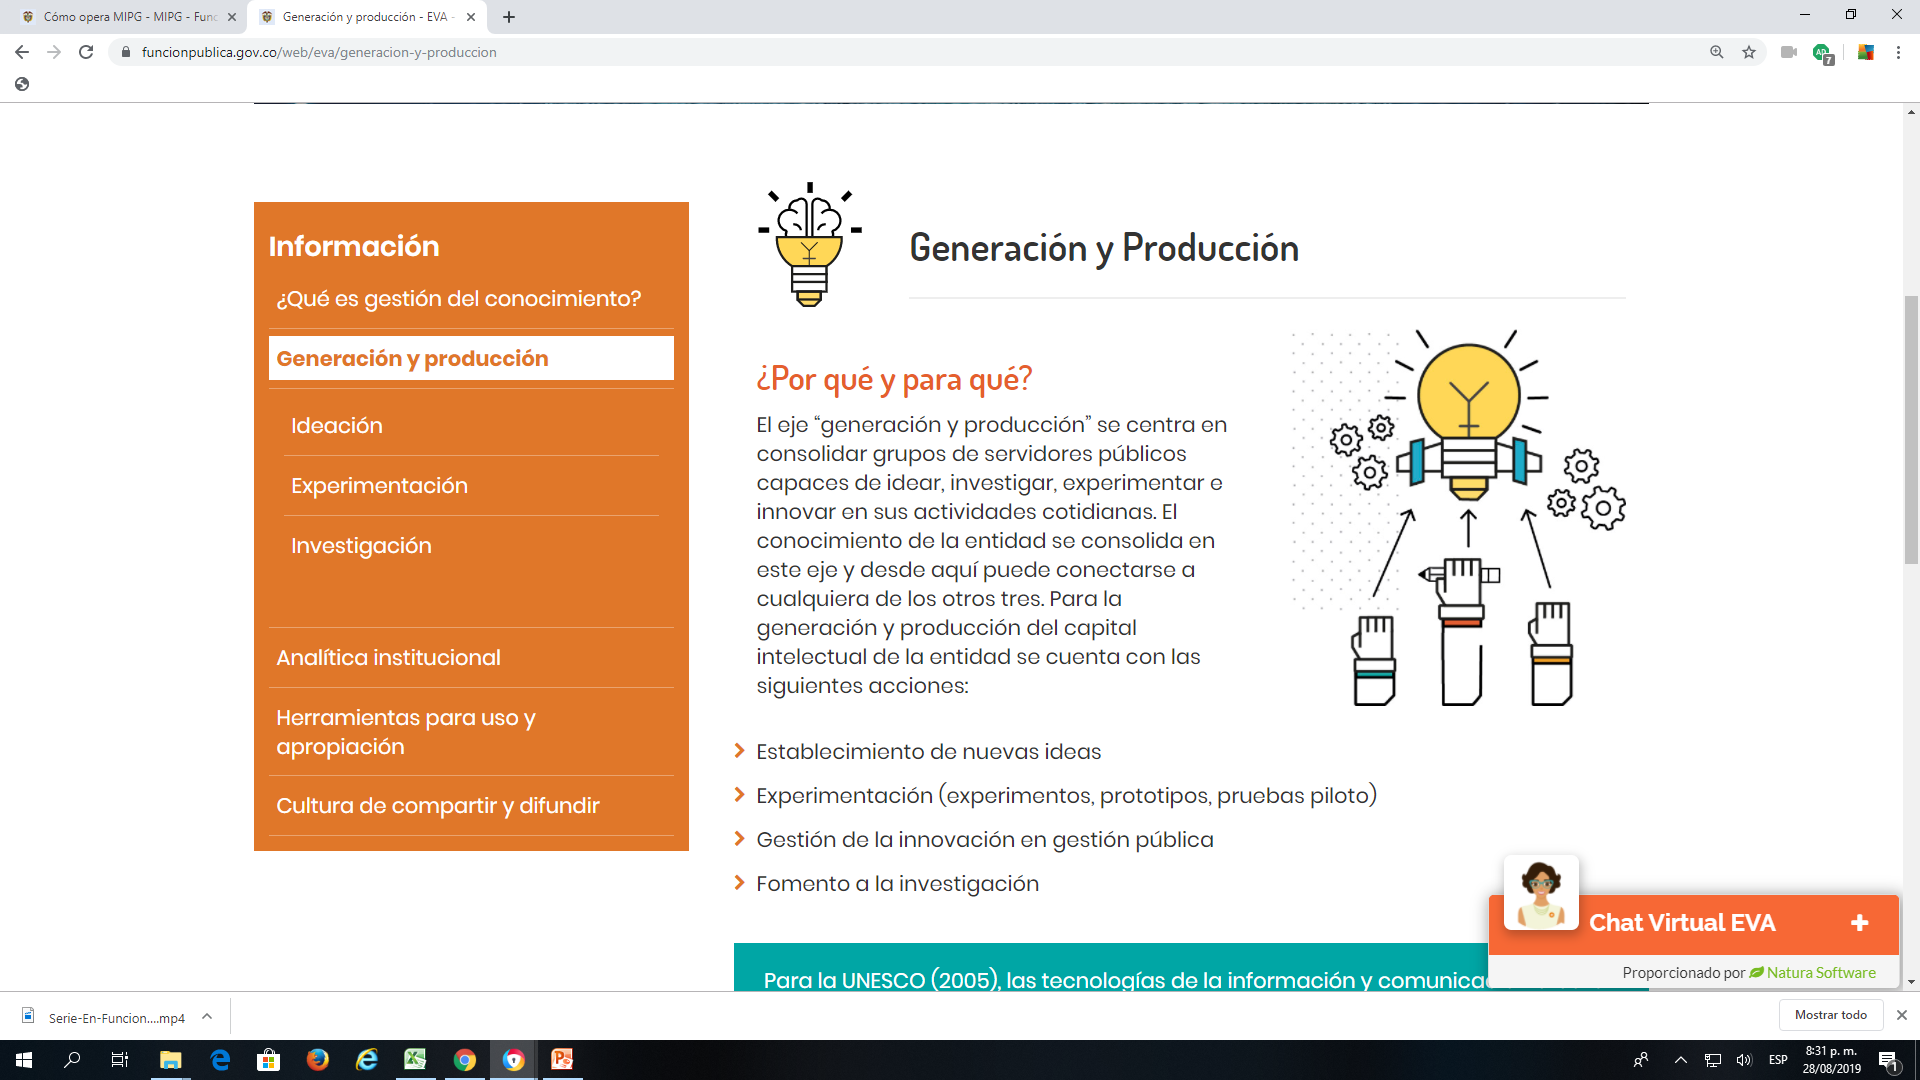 Cómo opera MIPG - MIPG - Func
Generación y producción - EVA -
funcionpublica.gov.co/web/eva/generacion-y-produccion
7
Información
¿Qué es gestión del conocimiento?
Generación y producción
Ideación
Experimentación
Investigación
Analítica institucional
Herramientas para uso y
apropiación
Cultura de compartir y difundir
Generación y Producción
¿Por qué y para qué?
El eje “generación y producción” se centra en
consolidar grupos de servidores públicos
capaces de idear, investigar, experimentar e
innovar en sus actividades cotidianas. El
conocimiento de la entidad se consolida en
este eje y desde aquí puede conectarse a
cualquiera de los otros tres. Para la
generación y producción del capital
intelectual de la entidad se cuenta con las
siguientes acciones:
Establecimiento de nuevas ideas
Experimentación (experimentos, prototipos, pruebas piloto)
Gestión de la innovación en gestión pública
Fomento a la investigación
Para la UNESCO (2005), las tecnologías de la información y comunica
Chat Virtual EVA
Proporcionado por Natura Software
Serie-En-Funcion....mp4
Mostrar todo
ESP
8:31 p. m.
28/08/2019
1